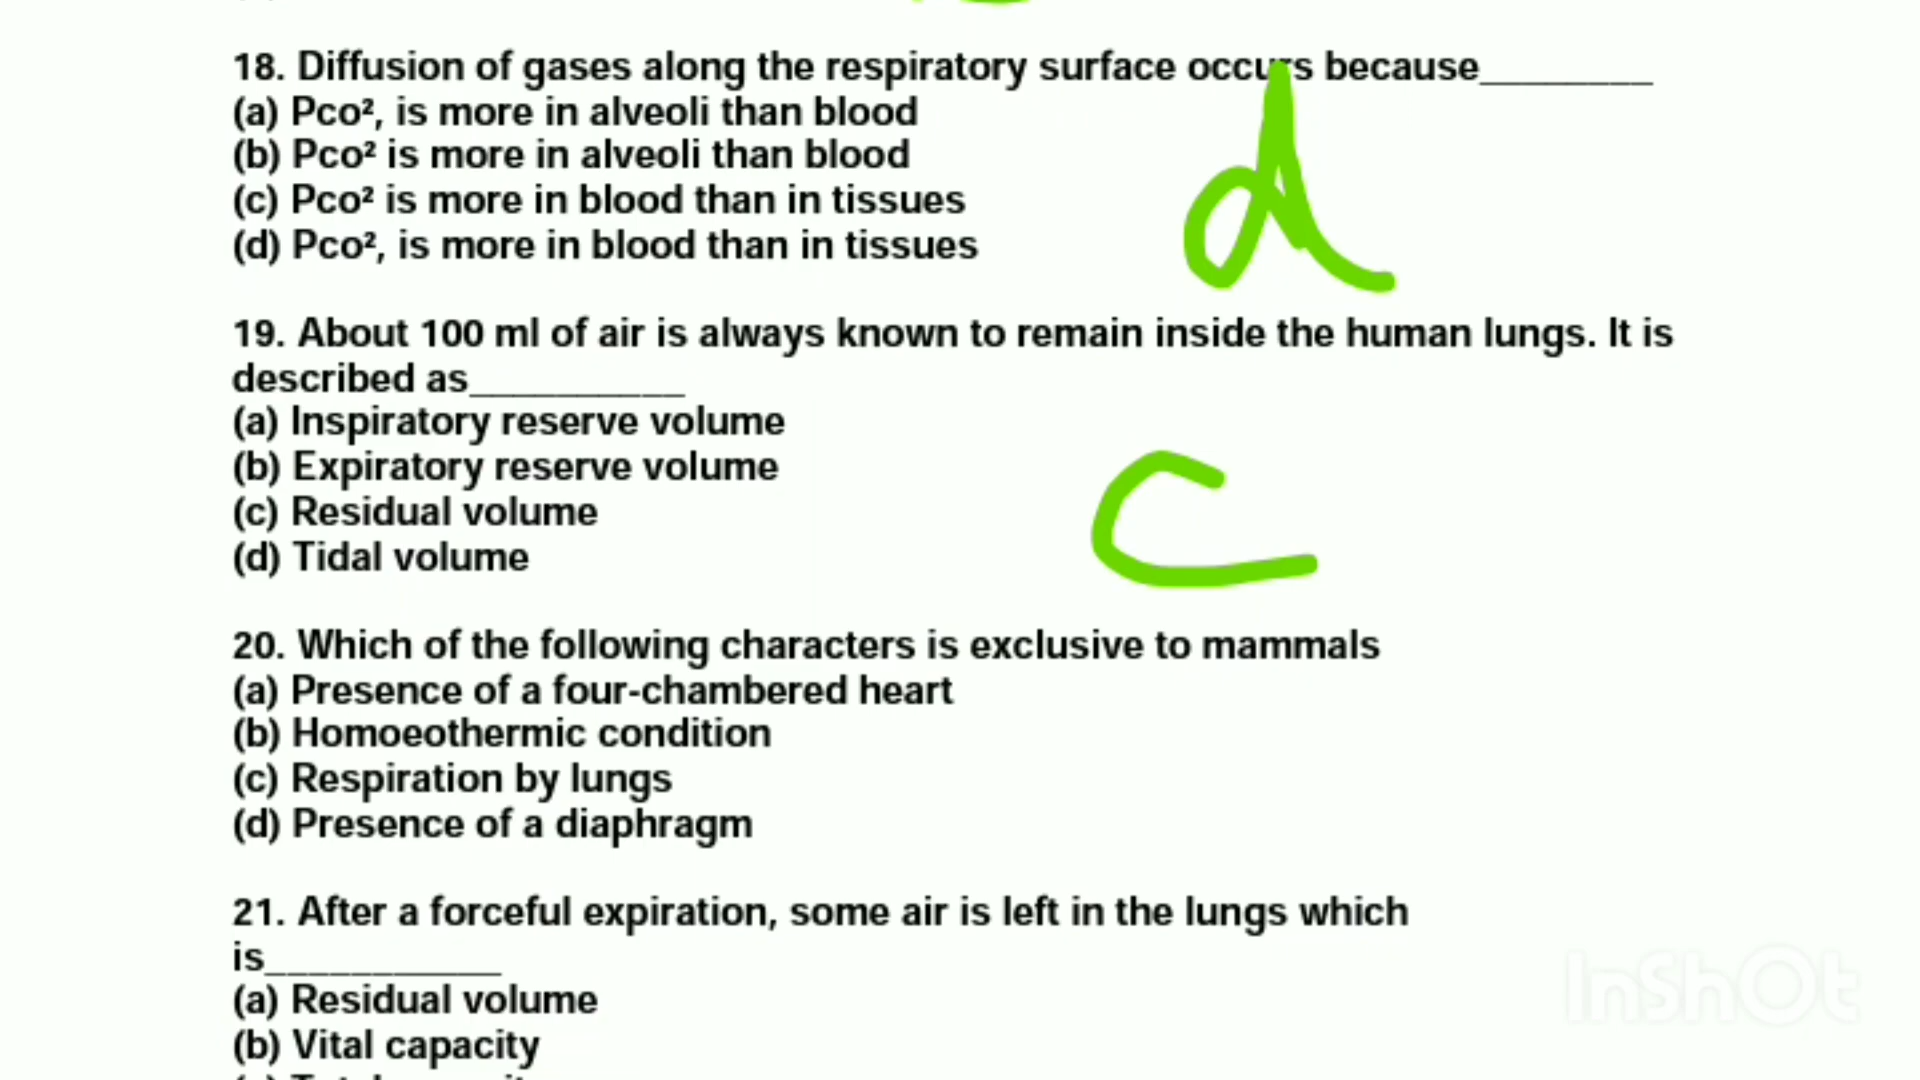 18. Diffusion of gases along the respiratory surface occurs because________
(a) Pco², is more in alveoli than blood
(b) Pco² is more in alveoli than blood
(c) Pco² is more in blood than in tissues
(d) Pco², is more in blood than in tissues
d
19. About 100 ml of air is always known to remain inside the human lungs. It is
described as__________
(a) Inspiratory reserve volume
(b) Expiratory reserve volume
(c) Residual volume
(d) Tidal volume
c
20. Which of the following characters is exclusive to mammals
(a) Presence of a four-chambered heart
(b) Homoeothermic condition
(c) Respiration by lungs
(d) Presence of a diaphragm
21. After a forceful expiration, some air is left in the lungs which
is___________
(a) Residual volume
(b) Vital capacity
InShOt